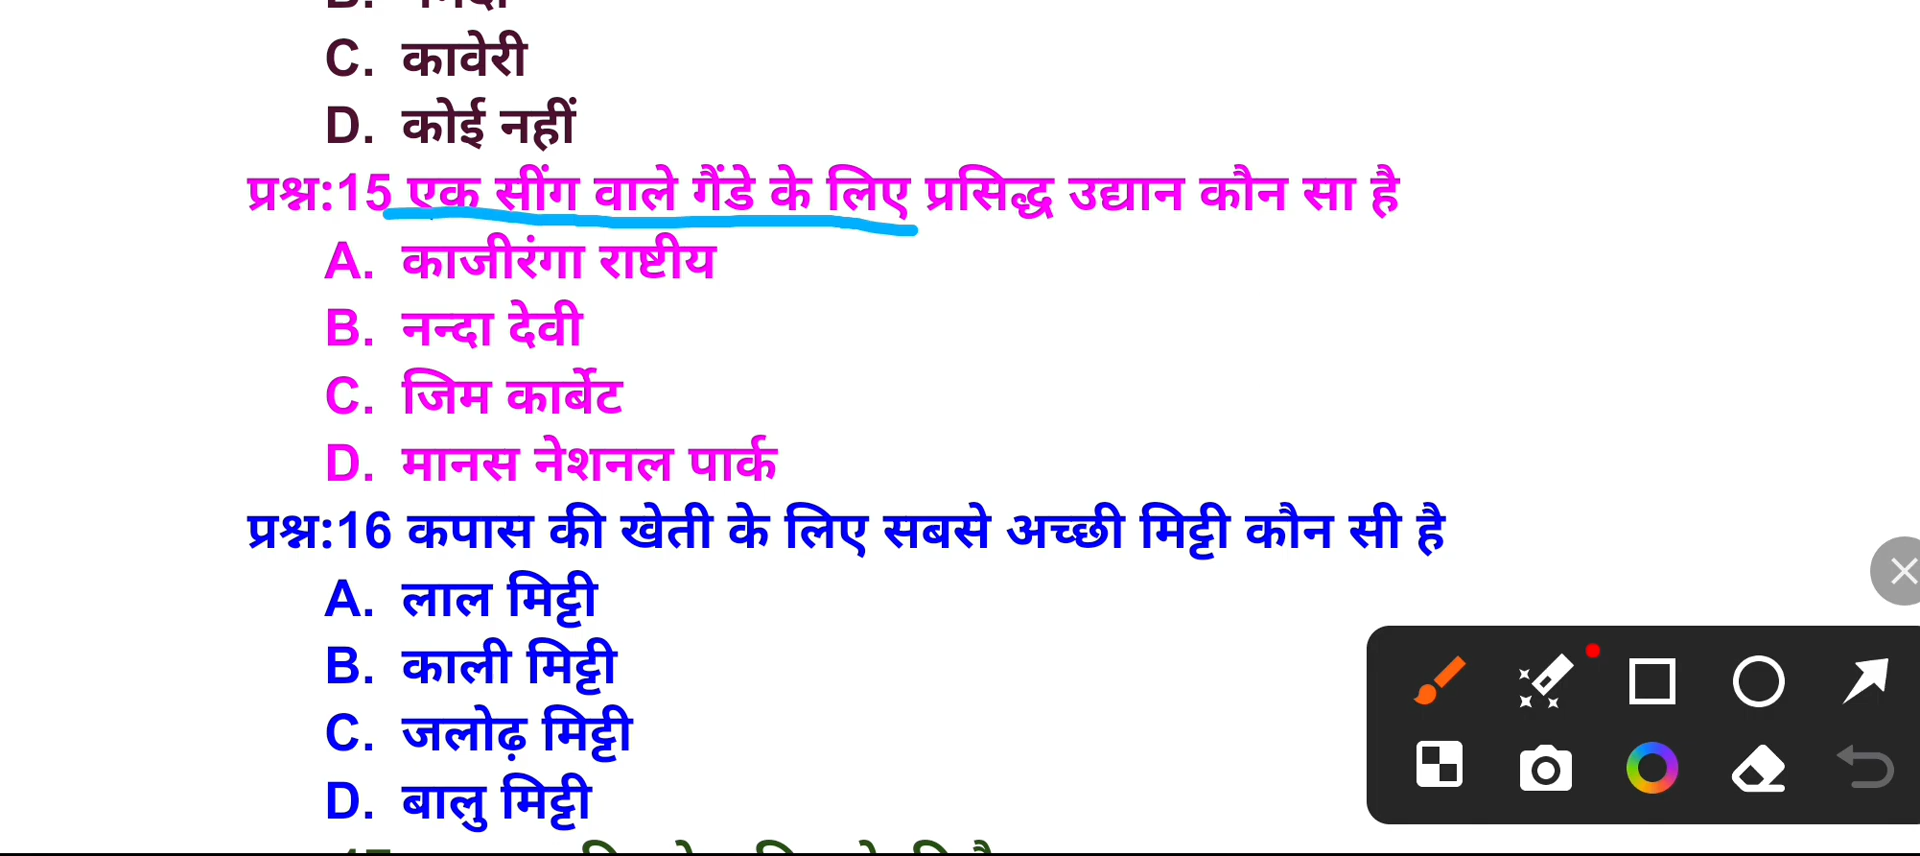 C. कावेरी
D. कोई नहीं
प्रश्न:15 एक सींग वाले गैंडे के लिए प्रसिद्ध उद्यान कौन सा है
A. काजीरंगा राष्टीय
B. नन्दा देवी
C. जिम कार्बेट
D. मानस नेशनल पार्क
प्रश्न:16 कपास की खेती के लिए सबसे अच्छी मिट्टी कौन सी है
A. लाल मिट्टी
B. काली मिट्टी
C. जलोढ़ मिट्टी
D. बालु मिट्टी